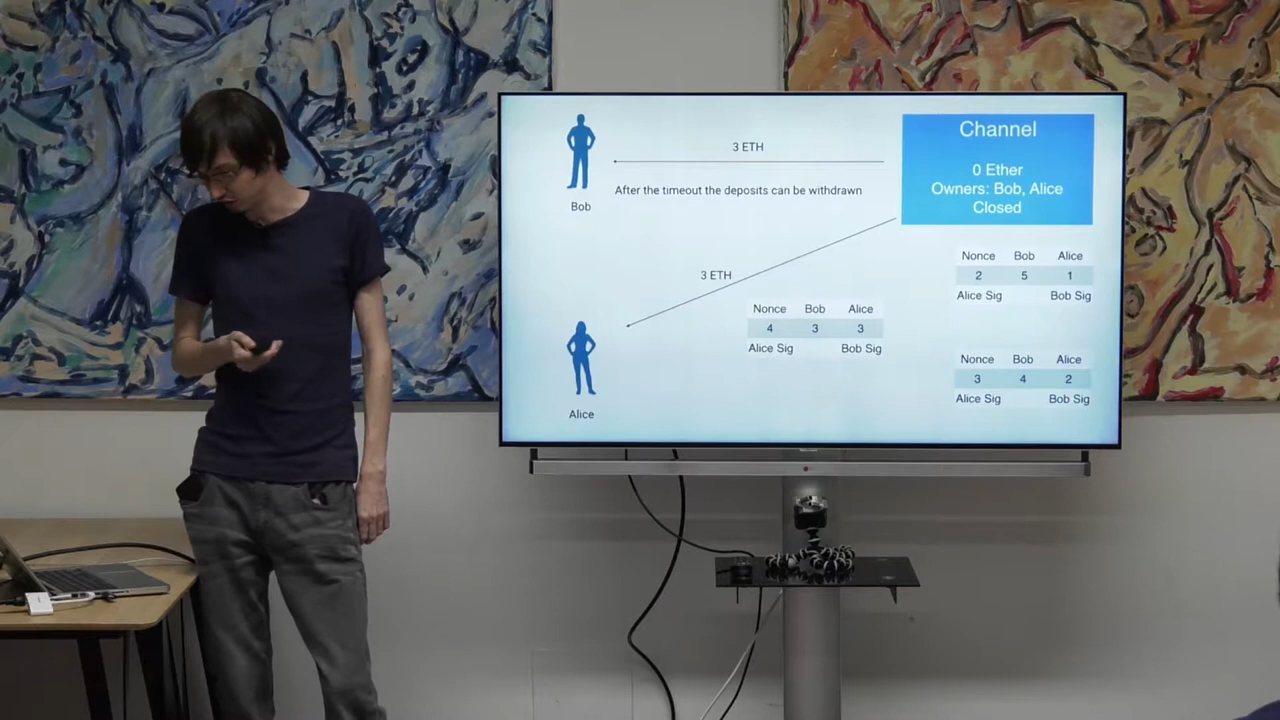 3 ETH
After the timeout the deposits can be withdrawn
Bob
Channel
0 Ether
Owners: Bob, Alice
Closed
3 ETH
Alice
Nonce Bob Alice
4 3 3
Alice Sig Bob Sig
Nonce Bob Alice
2 5 1
Alice Sig Bob Sig
Nonce Bob Alice
3 4 2
Alice Sig Bob Sig